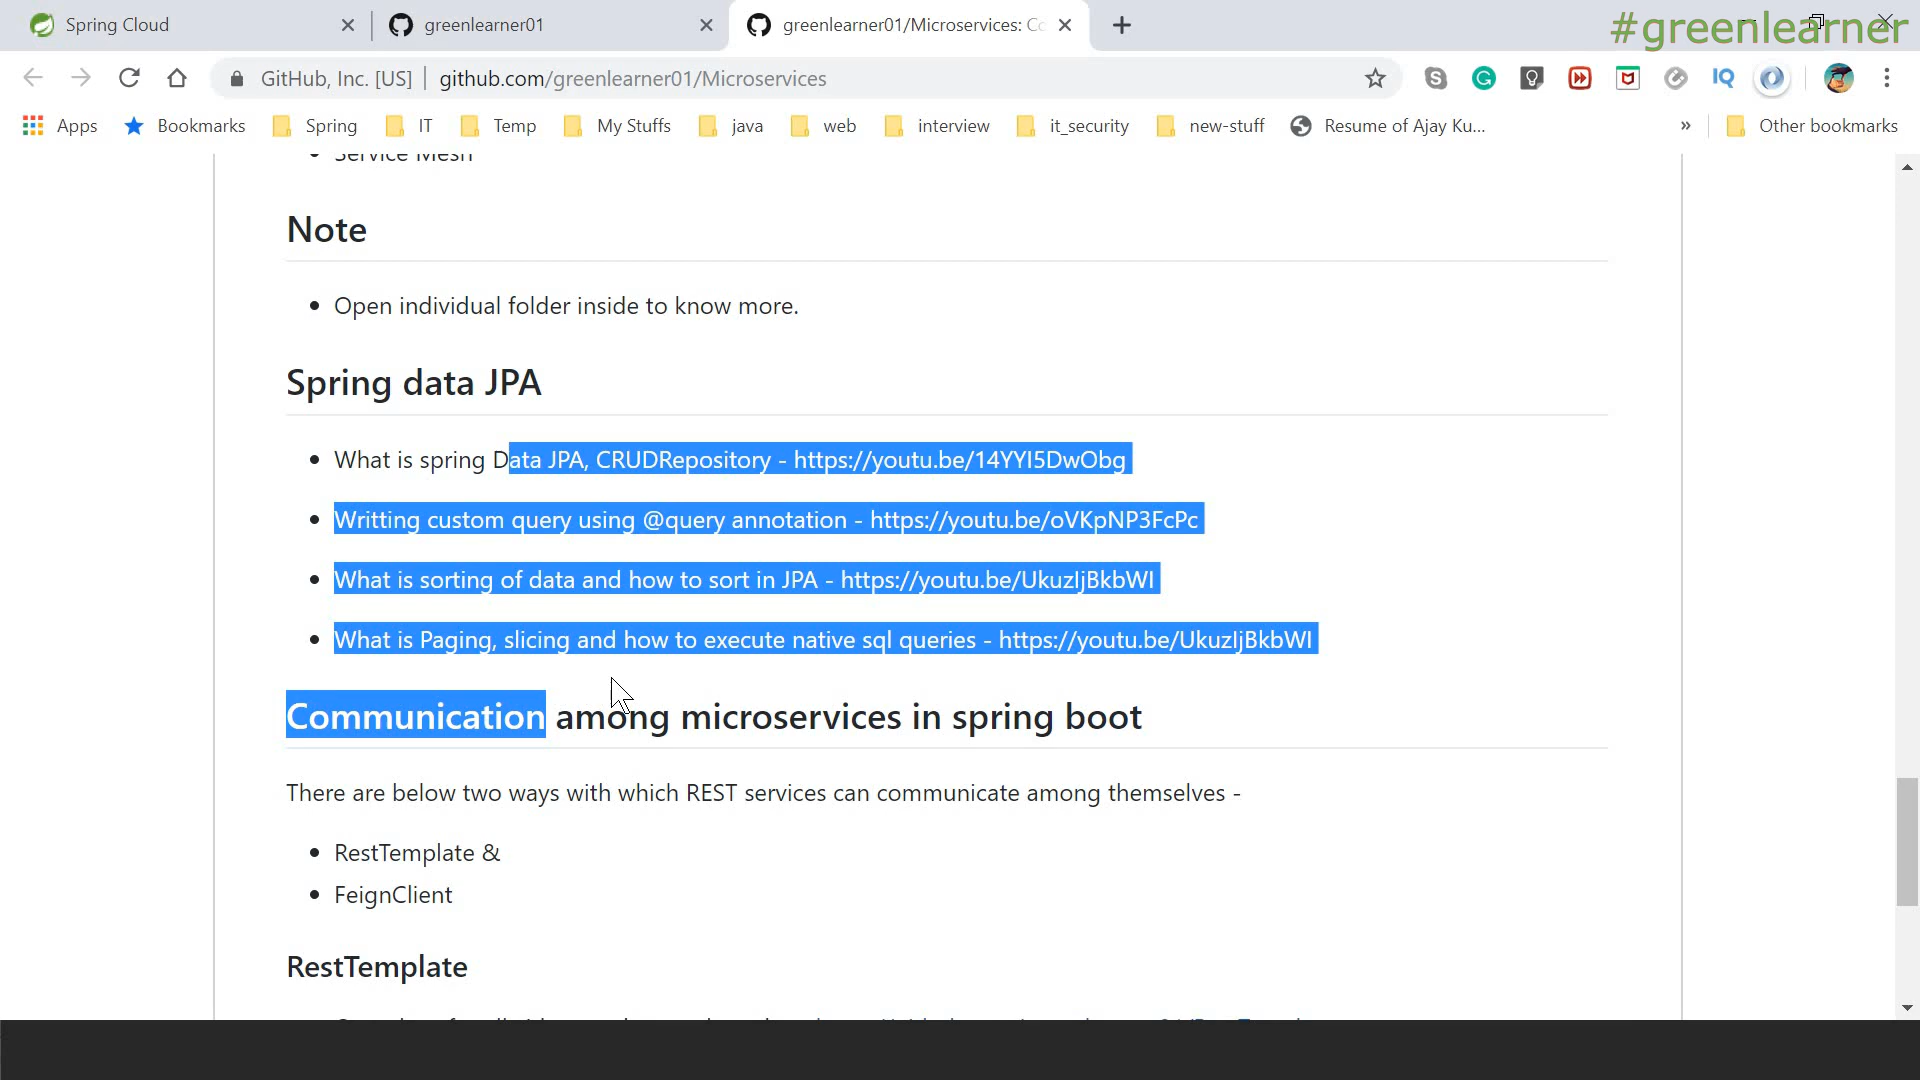 Spring Cloud
greenlearner01
greenlearner01/Microservices: Co
#greenlearner
GitHub, Inc. [US]
github.com/greenlearner01/Microservices
IQ
Apps
Bookmarks
Spring
IT
Temp
My Stuffs
java
web
interview
it_security
new-stuff
Resume of Ajay Ku...
»
Other bookmarks
Service Mesh
Note
Open individual folder inside to know more.
Spring data JPA
What is spring Data JPA, CRUDRepository - https://youtu.be/14YYI5DwObg
Writting custom query using @query annotation - https://youtu.be/oVKpNP3FcPc
What is sorting of data and how to sort in JPA - https://youtu.be/UkuzIjBkbWI
What is Paging, slicing and how to execute native sql queries - https://youtu.be/UkuzIjBkbWI
Communication among microservices in spring boot
There are below two ways with which REST services can communicate among themselves -
RestTemplate &
FeignClient
RestTemplate